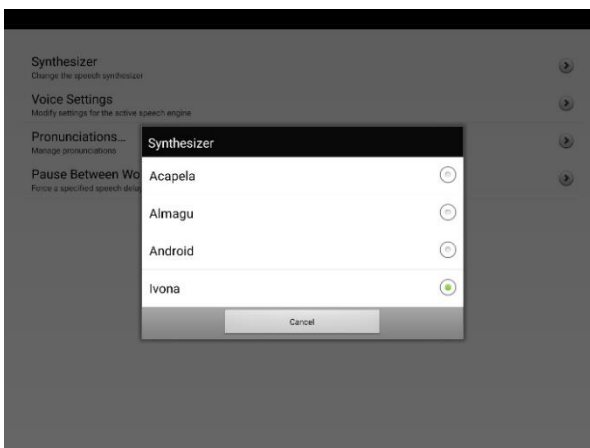 Synthesizer
Change the speech synthesizer
Voice Settings
Modify settings for the active speech engine
Pronunciations...
Manage pronunciations
Pause Between Wo
Force a specified speech dela
Synthesizer
Acapela
Almagu
Android
Ivona
Cancel